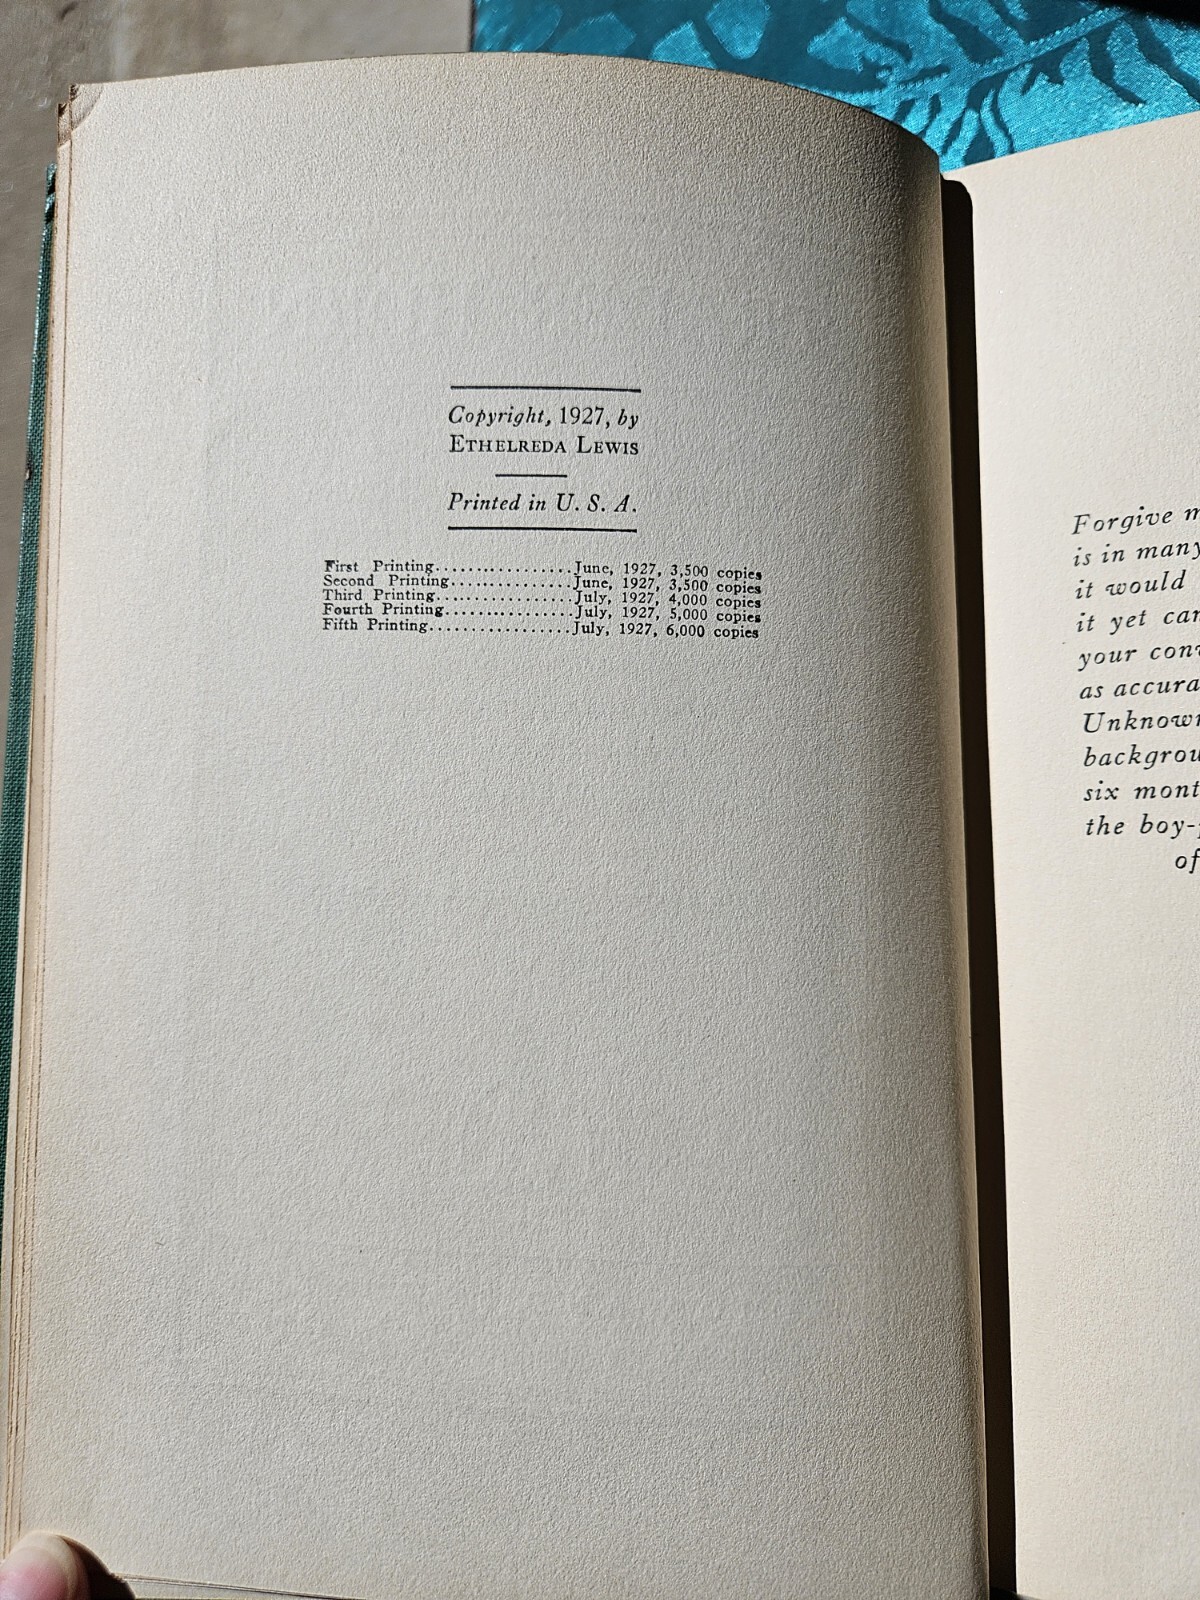 Copyright, 1927, by
ETHELREDA LEWIS
Printed in U. S. A.
First Printing..................June, 1927, 3,500 copies
Second Printing................June, 1927, 3,500 copies
Third Printing..................July, 1927, 4,000 copies
Fourth Printing................July, 1927, 5,000 copies
Fifth Printing..................July, 1927, 6,000 copies
Forgive
is in many
it would
it yet
your
as
six
the boy-
of